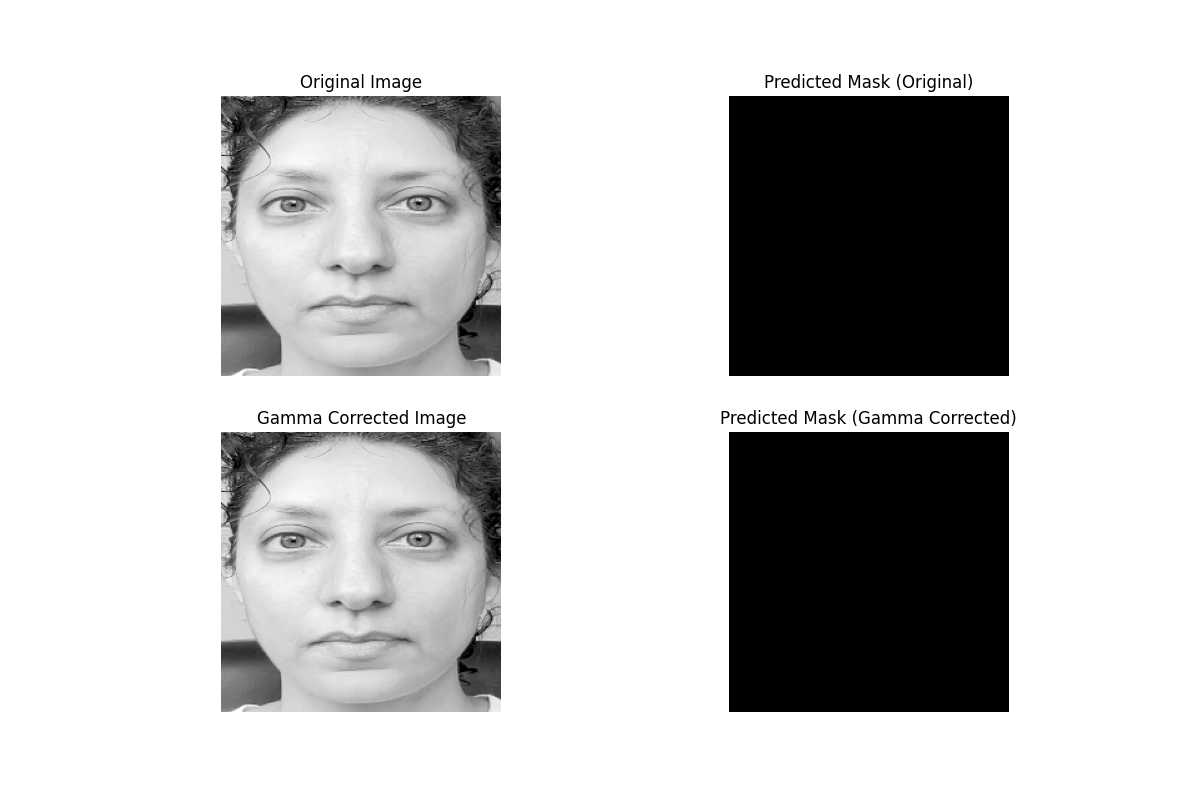 Original Image
Predicted Mask (Original)
Gamma Corrected Image
Predicted Mask (Gamma Corrected)